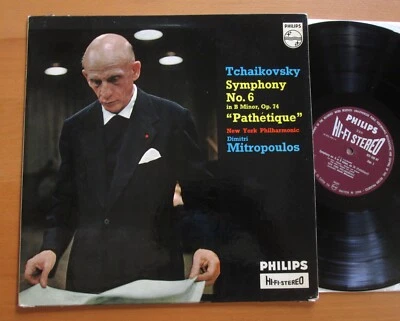 PHILIPS
Tchaikovsky
Symphony
No. 6
in B Minor, Op. 74
"Pathétique"
New York Philharmonic
Dimitri
Mitropoulos
PHILIPS
HI-FI-STEREO
PHILIPS
HI-FI-STEREO